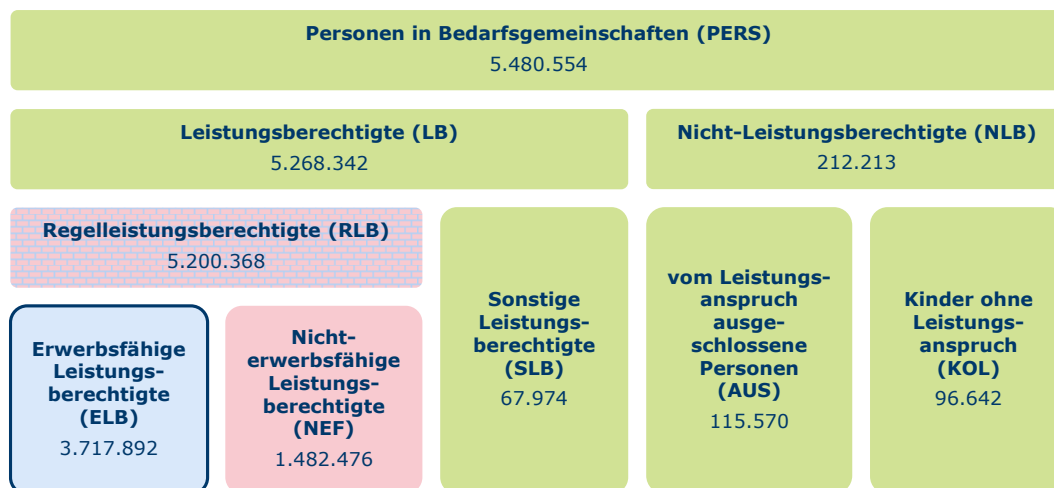 Personen in Bedarfsgemeinschaften (PERS)
5.480.554
Leistungsberechtigte (LB)
5.268.342
Nicht-Leistungsberechtigte (NLB)
212.213
Regelleistungsberechtigte (RLB)
5.200.368
Erwerbsfähige
Leistungs-
berechtigte
(ELB)
3.717.892
Nicht-
erwerbsfähige
Leistungs-
berechtigte
(NEF)
1.482.476
Sonstige
Leistungs-
berechtigte
(SLB)
67.974
vom Leistungs-
anspruch
ausge-
schlossene
Personen
(AUS)
115.570
Kinder ohne
Leistungs-
anspruch
(KOL)
96.642